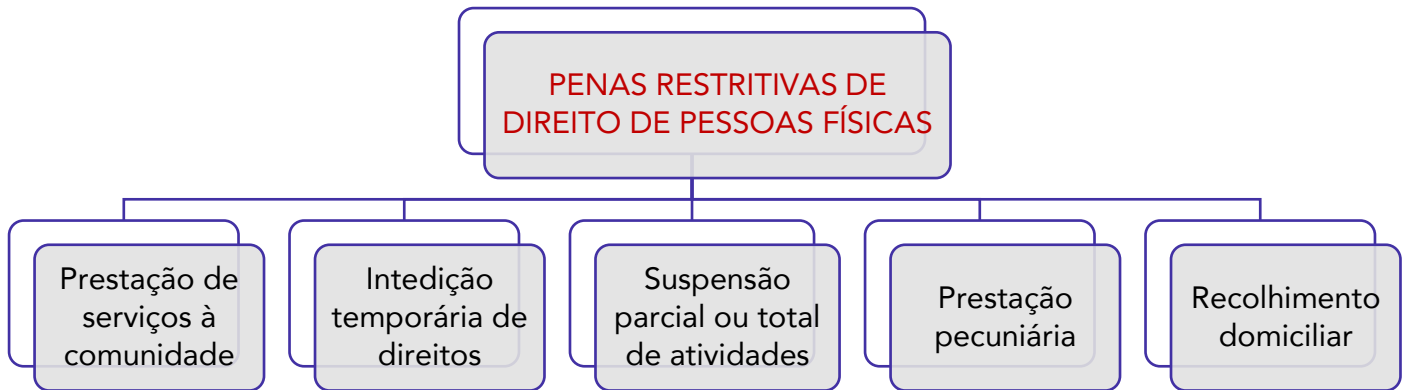 PENAS RESTRITIVAS DE
DIREITO DE PESSOAS FÍSICAS
Prestação de
serviços à
comunidade
Intedição
temporária de
direitos
Suspensão
parcial ou total
de atividades
Prestação
pecuniária
Recolhimento
domiciliar